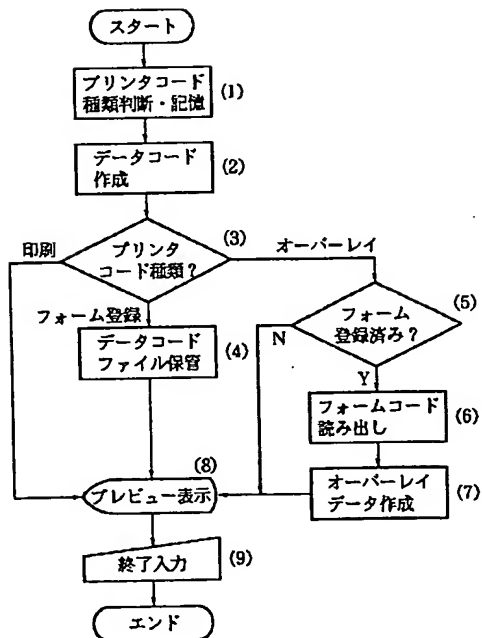 スタート
プリンタコード
種類判断・記憶
(1)
データコード
作成
(2)
プリンタ
コード種類?
(3)
印刷
オーバーレイ
フォーム登録
データコード
ファイル保管
(4)
フォーム
登録済み?
(5)
N
Y
フォームコード
読み出し
(6)
オーバーレイ
データ作成
(7)
(8)
プレビュー表示
終了入力
(9)
エンド